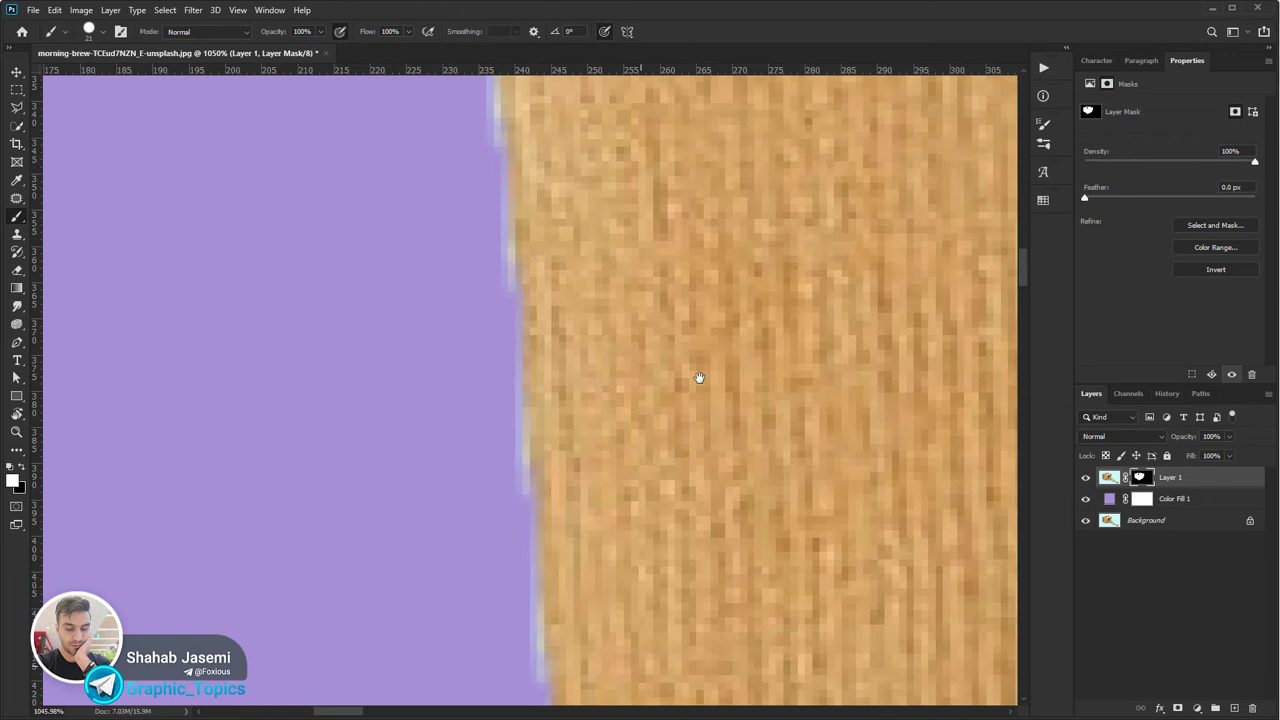 Ps File Edit Image Layer Type Select Filter 3D View Window Help
21 Mode: Normal Opacity: 100% Flow: 100% Smoothing: 0°
morning-brew-TCEud7NZN_E-unsplash.jpg @ 1050% (Layer 1, Layer Mask/8) *
175 180 185 190 195 200 205 210 215 220 225 230 235 240 245 250 255 260 265 270 275 280 285 290 295 300 305
Character Paragraph Properties
Masks
Layer Mask
Density: 100%
Feather: 0.0 px
Refine: Select and Mask...
Color Range...
Invert
Layers Channels History Paths
Kind
Normal Opacity: 100%
Lock: Fill: 100%
Layer 1
Color Fill 1
Background
Shahab Jasemi
@Foxious
Graphic_Topics
1045.98% Doc: 7.03M/15.9M